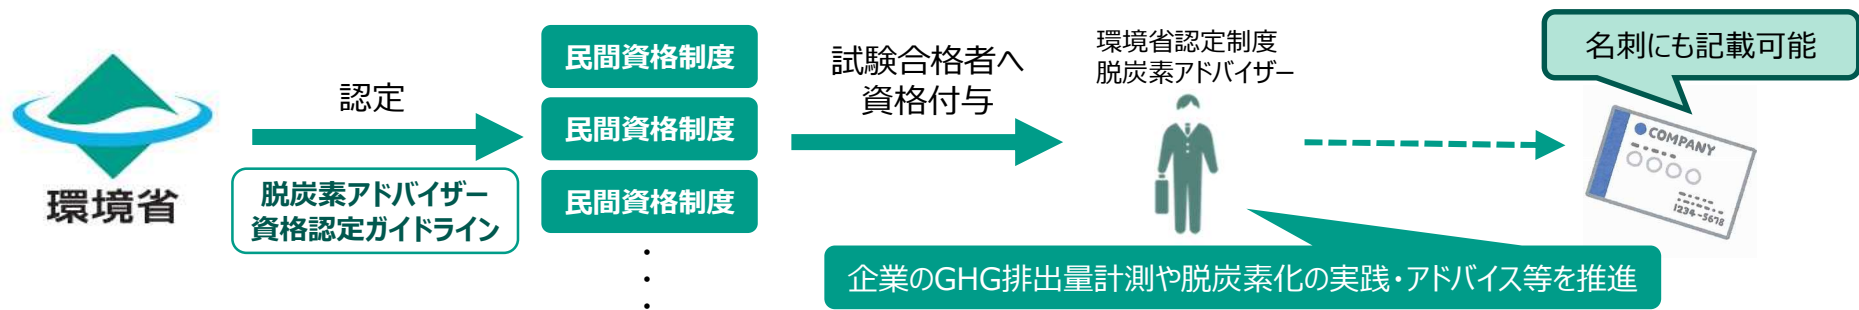 環境省
認定
脱炭素アドバイザー
資格認定ガイドライン
民間資格制度
民間資格制度
民間資格制度
・
・
・
試験合格者へ
資格付与
環境省認定制度
脱炭素アドバイザー
企業のGHG排出量計測や脱炭素化の実践・アドバイス等を推進
名刺にも記載可能
COMPANY
1234-5678